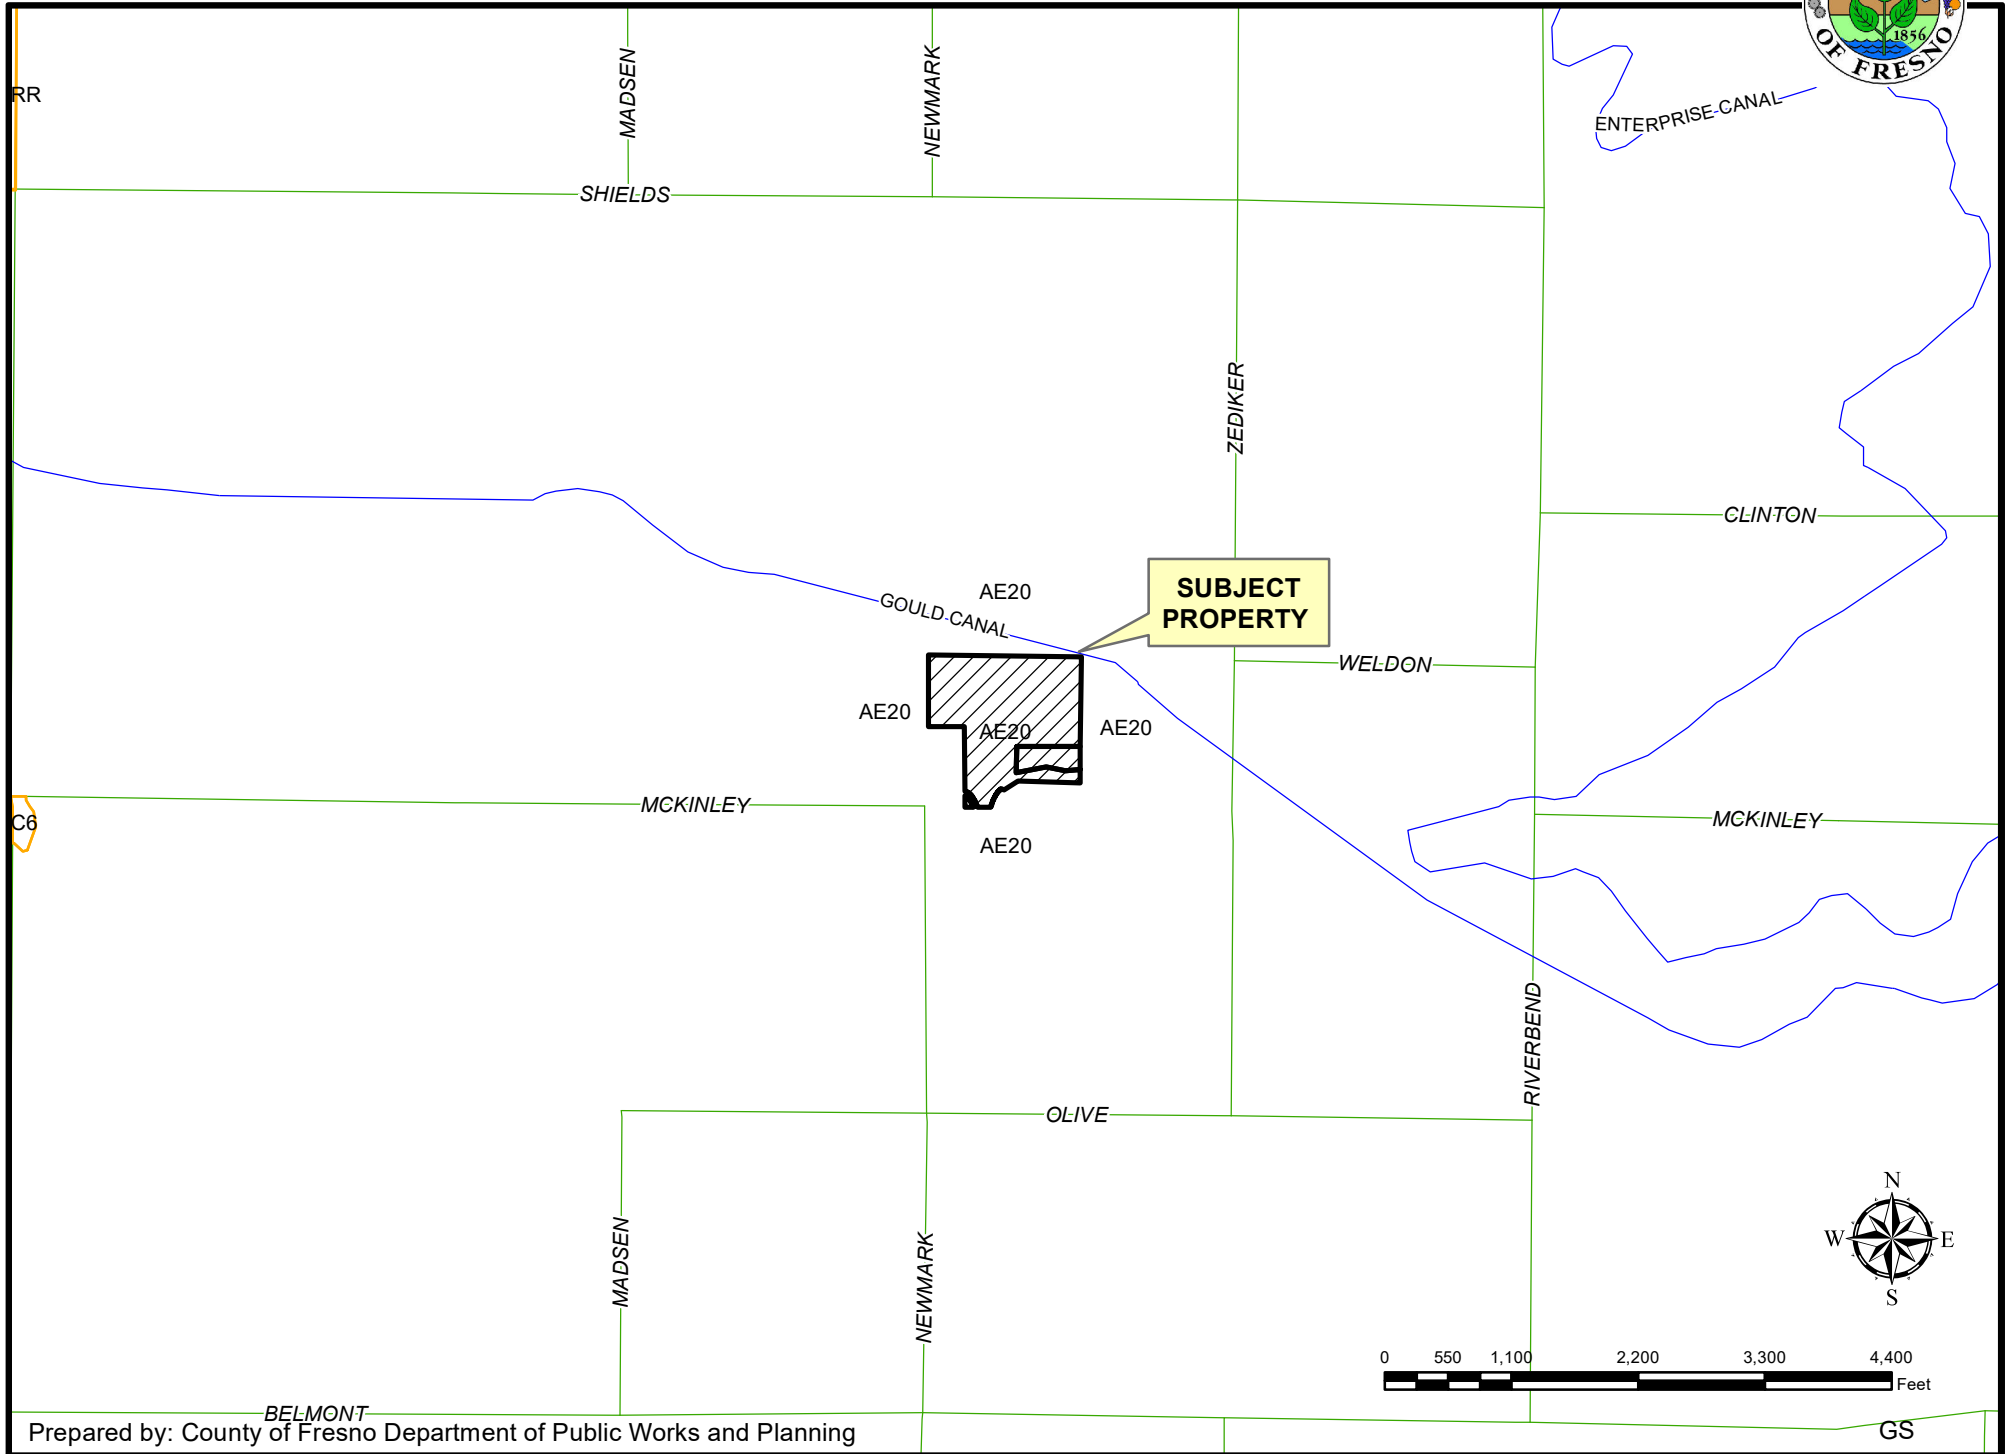 1856
OF FRESNO
RR
MADSEN
NEWMARK
ENTERPRISE CANAL
SHIELDS
ZEDIKER
CLINTON
AE20
SUBJECT
PROPERTY
GOULD CANAL
WELDON
AE20
AE20
AE20
MCKINLEY
C6
MCKINLEY
AE20
RIVERBEND
OLIVE
MADSEN
NEWMARK
N
W
E
S
0 550 1,100 2,200 3,300 4,400
Feet
BELMONT
Prepared by: County of Fresno Department of Public Works and Planning
GS